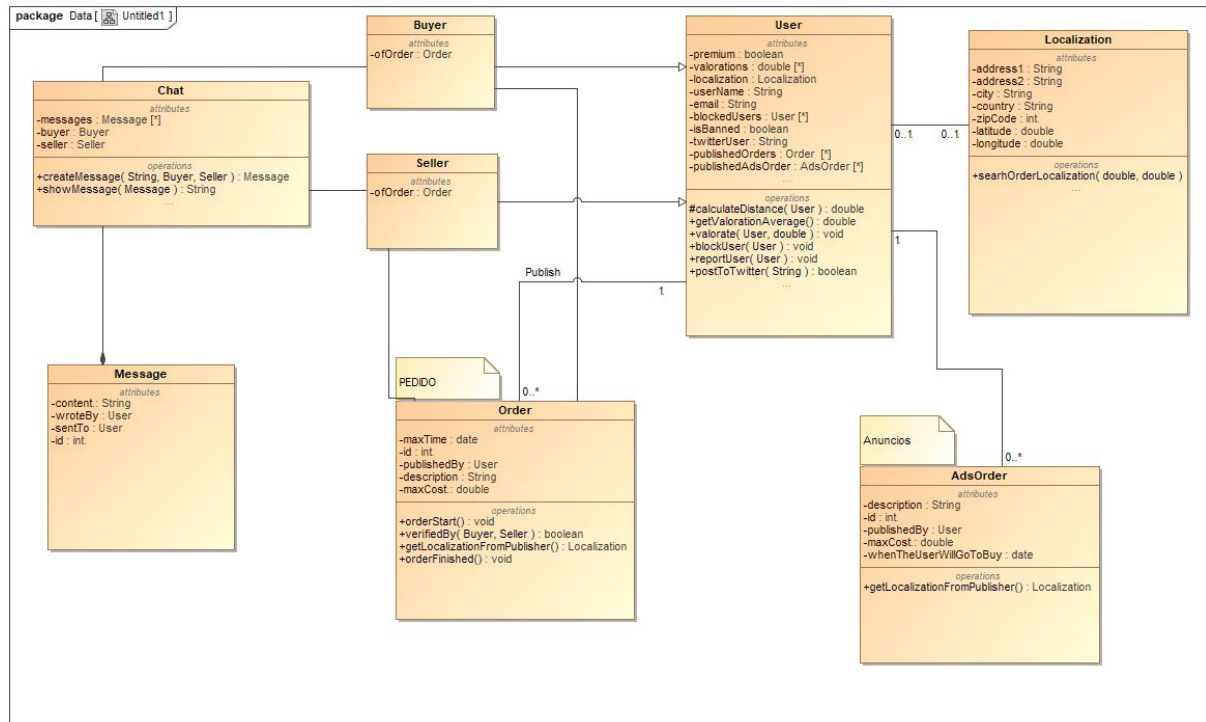 package Data [ Untitled1 ]
Buyer
attributes
-ofOrder : Order
User
attributes
-premium : boolean
-valorations : double [*]
-localization : Localization
-userName : String
-email : String
-blockedUsers : User [*]
-isBanned : boolean
-twitterUser : String
-publishedOrders : Order [*]
-publishedAdsOrder : AdsOrder [*]
...
operations
#calculateDistance( User ) : double
+getValorationAverage() : double
+valorate( User, double ) : void
+blockUser( User ) : void
+reportUser( User ) : void
+postToTwitter( String ) : boolean
...
Localization
attributes
-address1 : String
-address2 : String
-city : String
-country : String
-zipCode : int
-latitude : double
-longitude : double
operations
+searhOrderLocalization( double, double )
...
0..1
0..1
Chat
attributes
-messages : Message [*]
-buyer : Buyer
-seller : Seller
operations
+createMessage( String, Buyer, Seller ) : Message
+showMessage( Message ) : String
...
Seller
attributes
-ofOrder : Order
1
Publish
1
Message
attributes
-content : String
-wroteBy : User
-sentTo : User
-id : int
PEDIDO
0..*
Order
attributes
-maxTime : date
-id : int
-publishedBy : User
-description : String
-maxCost : double
operations
+orderStart() : void
+verifiedBy( Buyer, Seller ) : boolean
+getLocalizationFromPublisher() : Localization
+orderFinished() : void
Anuncios
0..*
AdsOrder
attributes
-description : String
-id : int
-publishedBy : User
-maxCost : double
-whenTheUserWillGoToBuy : date
operations
+getLocalizationFromPublisher() : Localization